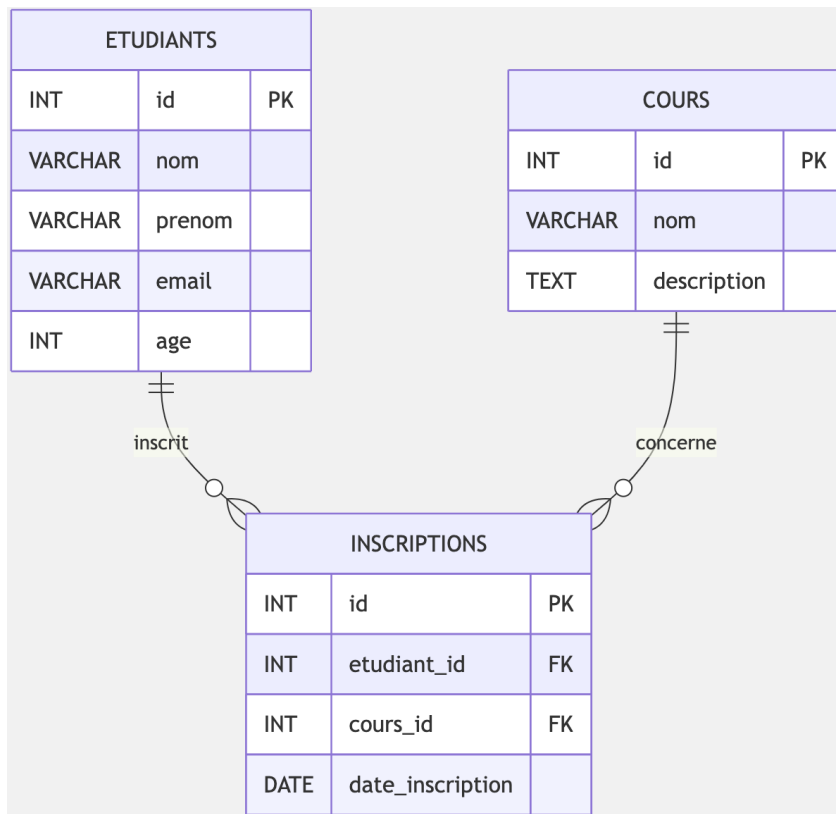 ETUDIANTS
INT id PK
VARCHAR nom
VARCHAR prenom
VARCHAR email
INT age
COURS
INT id PK
VARCHAR nom
TEXT description
inscrit
concerne
INSCRIPTIONS
INT id PK
INT etudiant_id FK
INT cours_id FK
DATE date_inscription